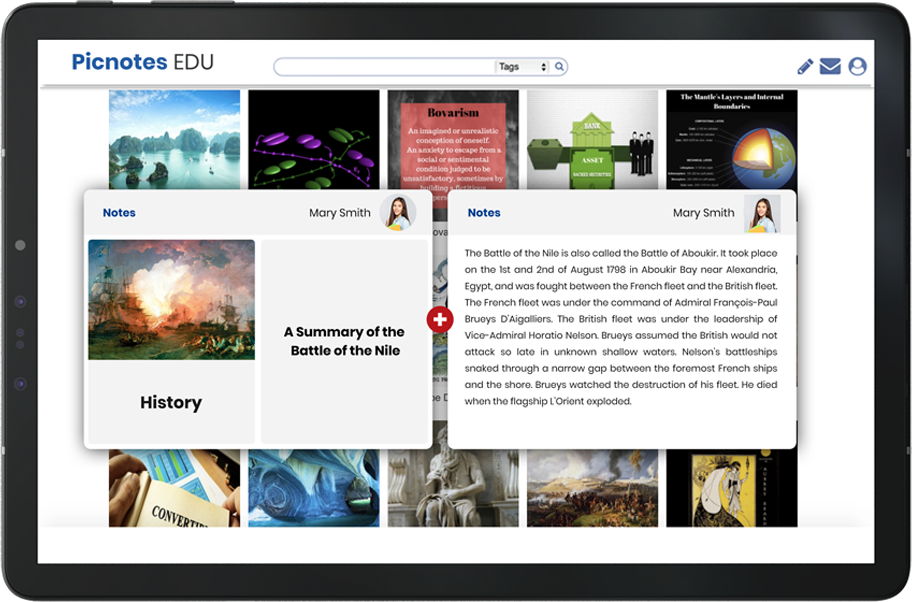 Picnotes EDU
Tags
Bovarism
An imagined or unrealistic
conception of oneself.
An anxiety to escape from a
social or sentimental
condition judged to be
unsatisfactory, sometimes by
building a fictitious
BANK
ASSET
BACKED SECURITIES
The Mantle's Layers and Internal
Boundaries
COMPOSITIONAL LAYERS
MECHANICAL LAYERS
Notes
Mary Smith
History
A Summary of the
Battle of the Nile
Notes
Mary Smith
The Battle of the Nile is also called the Battle of Aboukir. It took place
on the 1st and 2nd of August 1798 in Aboukir Bay near Alexandria,
Egypt, and was fought between the French fleet and the British fleet.
The French fleet was under the command of Admiral François-Paul
Brueys D'Aigalliers. The British fleet was under the leadership of
Vice-Admiral Horatio Nelson. Brueys assumed the British would not
attack so late in unknown shallow waters. Nelson's battleships
snaked through a narrow gap between the foremost French ships
and the shore. Brueys watched the destruction of his fleet. He died
when the flagship L'Orient exploded.
AUBREY